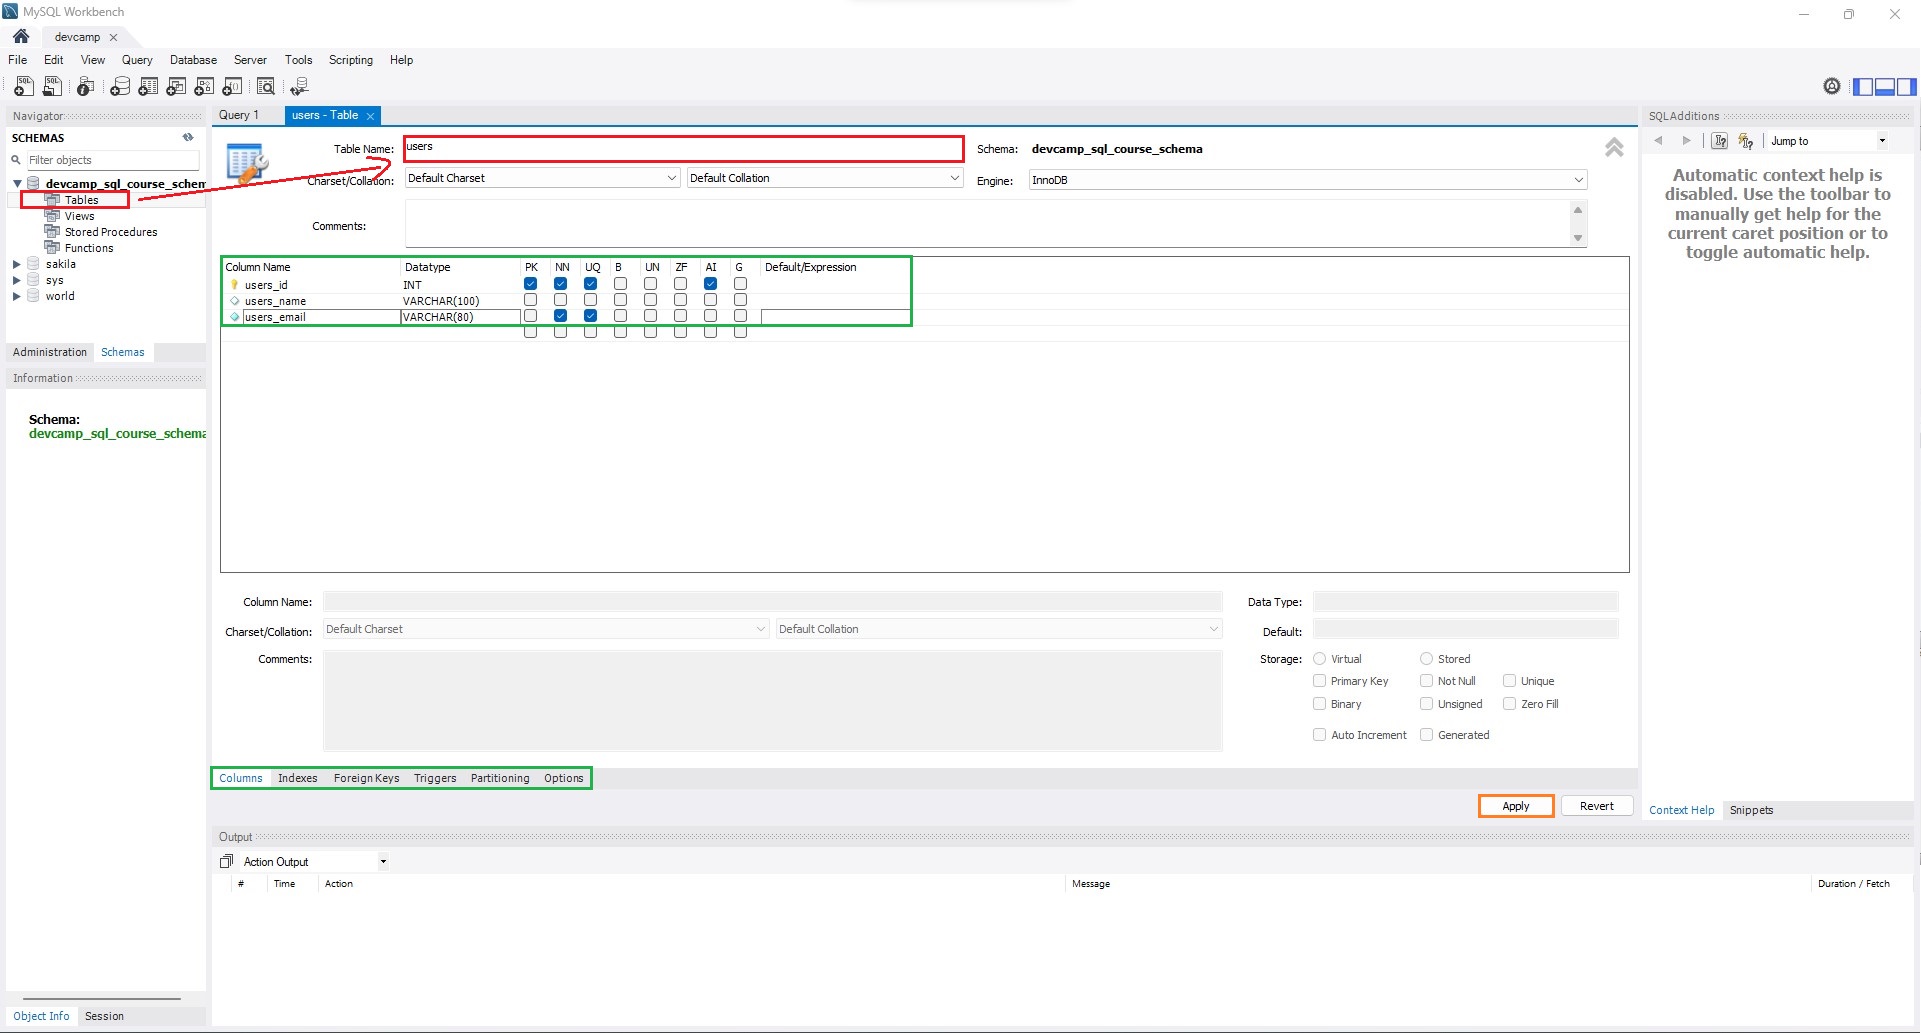 MySQL Workbench
devcamp
File Edit View Query Database Server Tools Scripting Help
Navigator
SCHEMAS
Filter objects
devcamp_sql_course_schem
Tables
Views
Stored Procedures
Functions
sakila
sys
world
Administration Schemas
Information
Schema:
devcamp_sql_course_schema
Object Info Session
Query 1 users - Table
Table Name: users Schema: devcamp_sql_course_schema
Charset/Collation: Default Charset Default Collation Engine: InnoDB
Comments:
Column Name Datatype PK NN UQ B UN ZF AI G Default/Expression
users_id INT
users_name VARCHAR(100)
users_email VARCHAR(80)
Column Name: Data Type:
Charset/Collation: Default Charset Default Collation Default:
Comments: Storage: Virtual Stored
Primary Key Not Null Unique
Binary Unsigned Zero Fill
Auto Increment Generated
Columns Indexes Foreign Keys Triggers Partitioning Options
Apply Revert
Output
Action Output
# Time Action Message Duration / Fetch
SQLAdditions
Jump to
Automatic context help is
disabled. Use the toolbar to
manually get help for the
current caret position or to
toggle automatic help.
Context Help Snippets